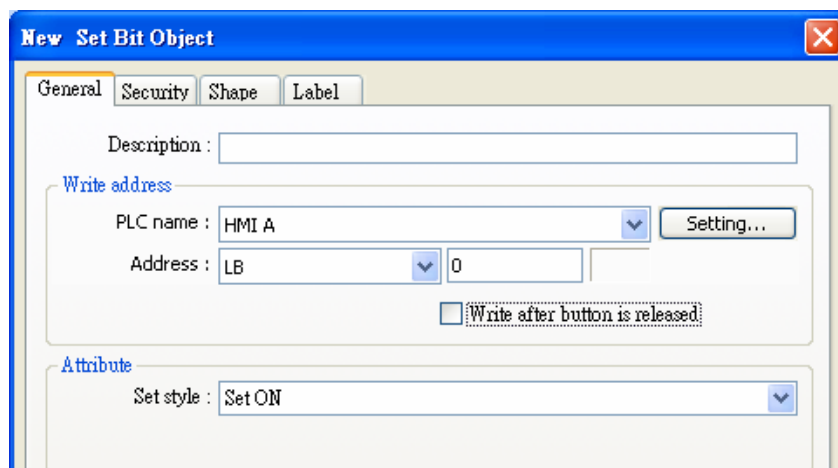 New Set Bit Object
General Security Shape Label
Description :
Write address
PLC name : HMI A Setting...
Address : LB 0
Write after button is released
Attribute
Set style : Set ON